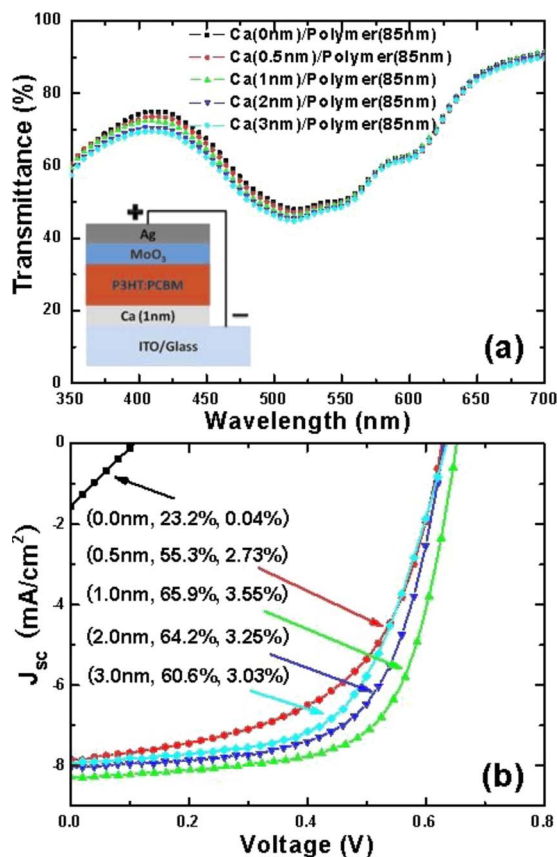 Ca(0nm)/Polymer(85nm)
Ca(0.5nm)/Polymer(85nm)
Ca(1nm)/Polymer(85nm)
Ca(2nm)/Polymer(85nm)
Ca(3nm)/Polymer(85nm)
Transmittance (%)
100
80
60
40
20
0
+
Ag
MoO₃
P3HT:PCBM
Ca (1nm)
−
ITO/Glass
(a)
350 400 450 500 550 600 650 700
Wavelength (nm)
J_sc (mA/cm²)
0
-2
-4
-6
-8
(0.0nm, 23.2%, 0.04%)
(0.5nm, 55.3%, 2.73%)
(1.0nm, 65.9%, 3.55%)
(2.0nm, 64.2%, 3.25%)
(3.0nm, 60.6%, 3.03%)
(b)
0.0 0.2 0.4 0.6 0.8
Voltage (V)